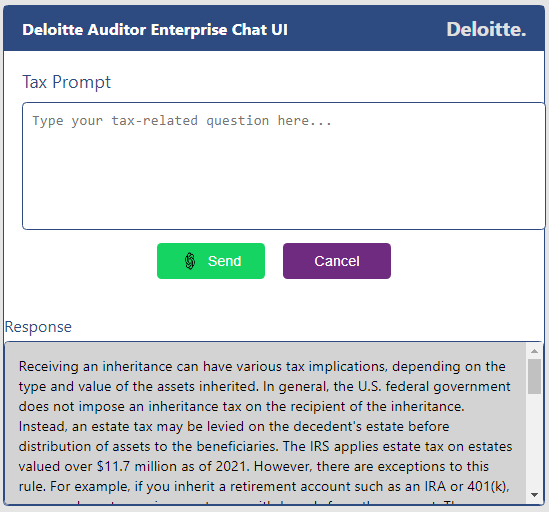 Deloitte Auditor Enterprise Chat UI
Deloitte.
Tax Prompt
Type your tax-related question here...
Send
Cancel
Response
Receiving an inheritance can have various tax implications, depending on the
type and value of the assets inherited. In general, the U.S. federal government
does not impose an inheritance tax on the recipient of the inheritance.
Instead, an estate tax may be levied on the decedent's estate before
distribution of assets to the beneficiaries. The IRS applies estate tax on estates
valued over $11.7 million as of 2021. However, there are exceptions to this
rule. For example, if you inherit a retirement account such as an IRA or 401(k),